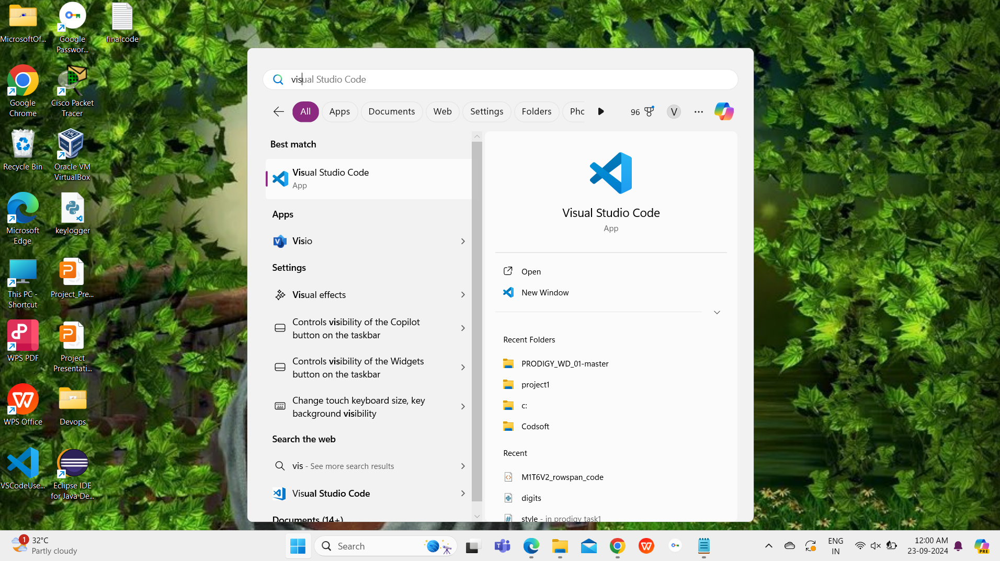 MicrosoftOf...
Google
Passwor...
finalcode
Google
Chrome
Cisco Packet
Tracer
Recycle Bin
Oracle VM
VirtualBox
Microsoft
Edge
keylogger
This PC -
Shortcut
Project_Pre...
WPS PDF
Project
Presentati...
WPS Office
Devops
VSCodeUse...
Eclipse IDE
for Java De...
visual Studio Code
All
Apps
Documents
Web
Settings
Folders
Pho
96
V
Best match
Visual Studio Code
App
Apps
Visio
Settings
Visual effects
Controls visibility of the Copilot
button on the taskbar
Controls visibility of the Widgets
button on the taskbar
Change touch keyboard size, key
background visibility
Search the web
vis - See more search results
Visual Studio Code
Documents (14+)
Visual Studio Code
App
Open
New Window
Recent Folders
PRODIGY_WD_01-master
project1
c:
Codsoft
Recent
M1T6V2_rowspan_code
digits
style - in prodigy task1
1
32°C
Partly cloudy
Search
ENG
IN
12:00 AM
23-09-2024
PRE